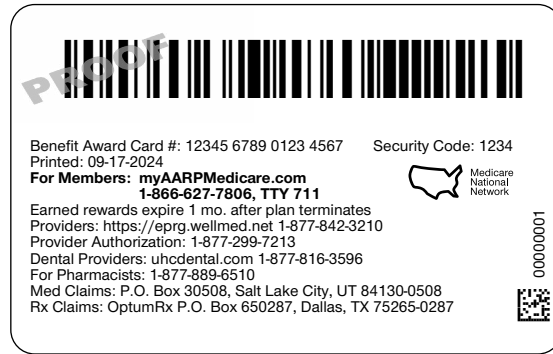 PROOF
Benefit Award Card #: 12345 6789 0123 4567 Security Code: 1234
Printed: 09-17-2024
For Members: myAARPMedicare.com
1-866-627-7806, TTY 711
Medicare
National
Network
Earned rewards expire 1 mo. after plan terminates
Providers: https://eprg.wellmed.net 1-877-842-3210
Provider Authorization: 1-877-299-7213
Dental Providers: uhcdental.com 1-877-816-3596
For Pharmacists: 1-877-889-6510
Med Claims: P.O. Box 30508, Salt Lake City, UT 84130-0508
Rx Claims: OptumRx P.O. Box 650287, Dallas, TX 75265-0287
00000001